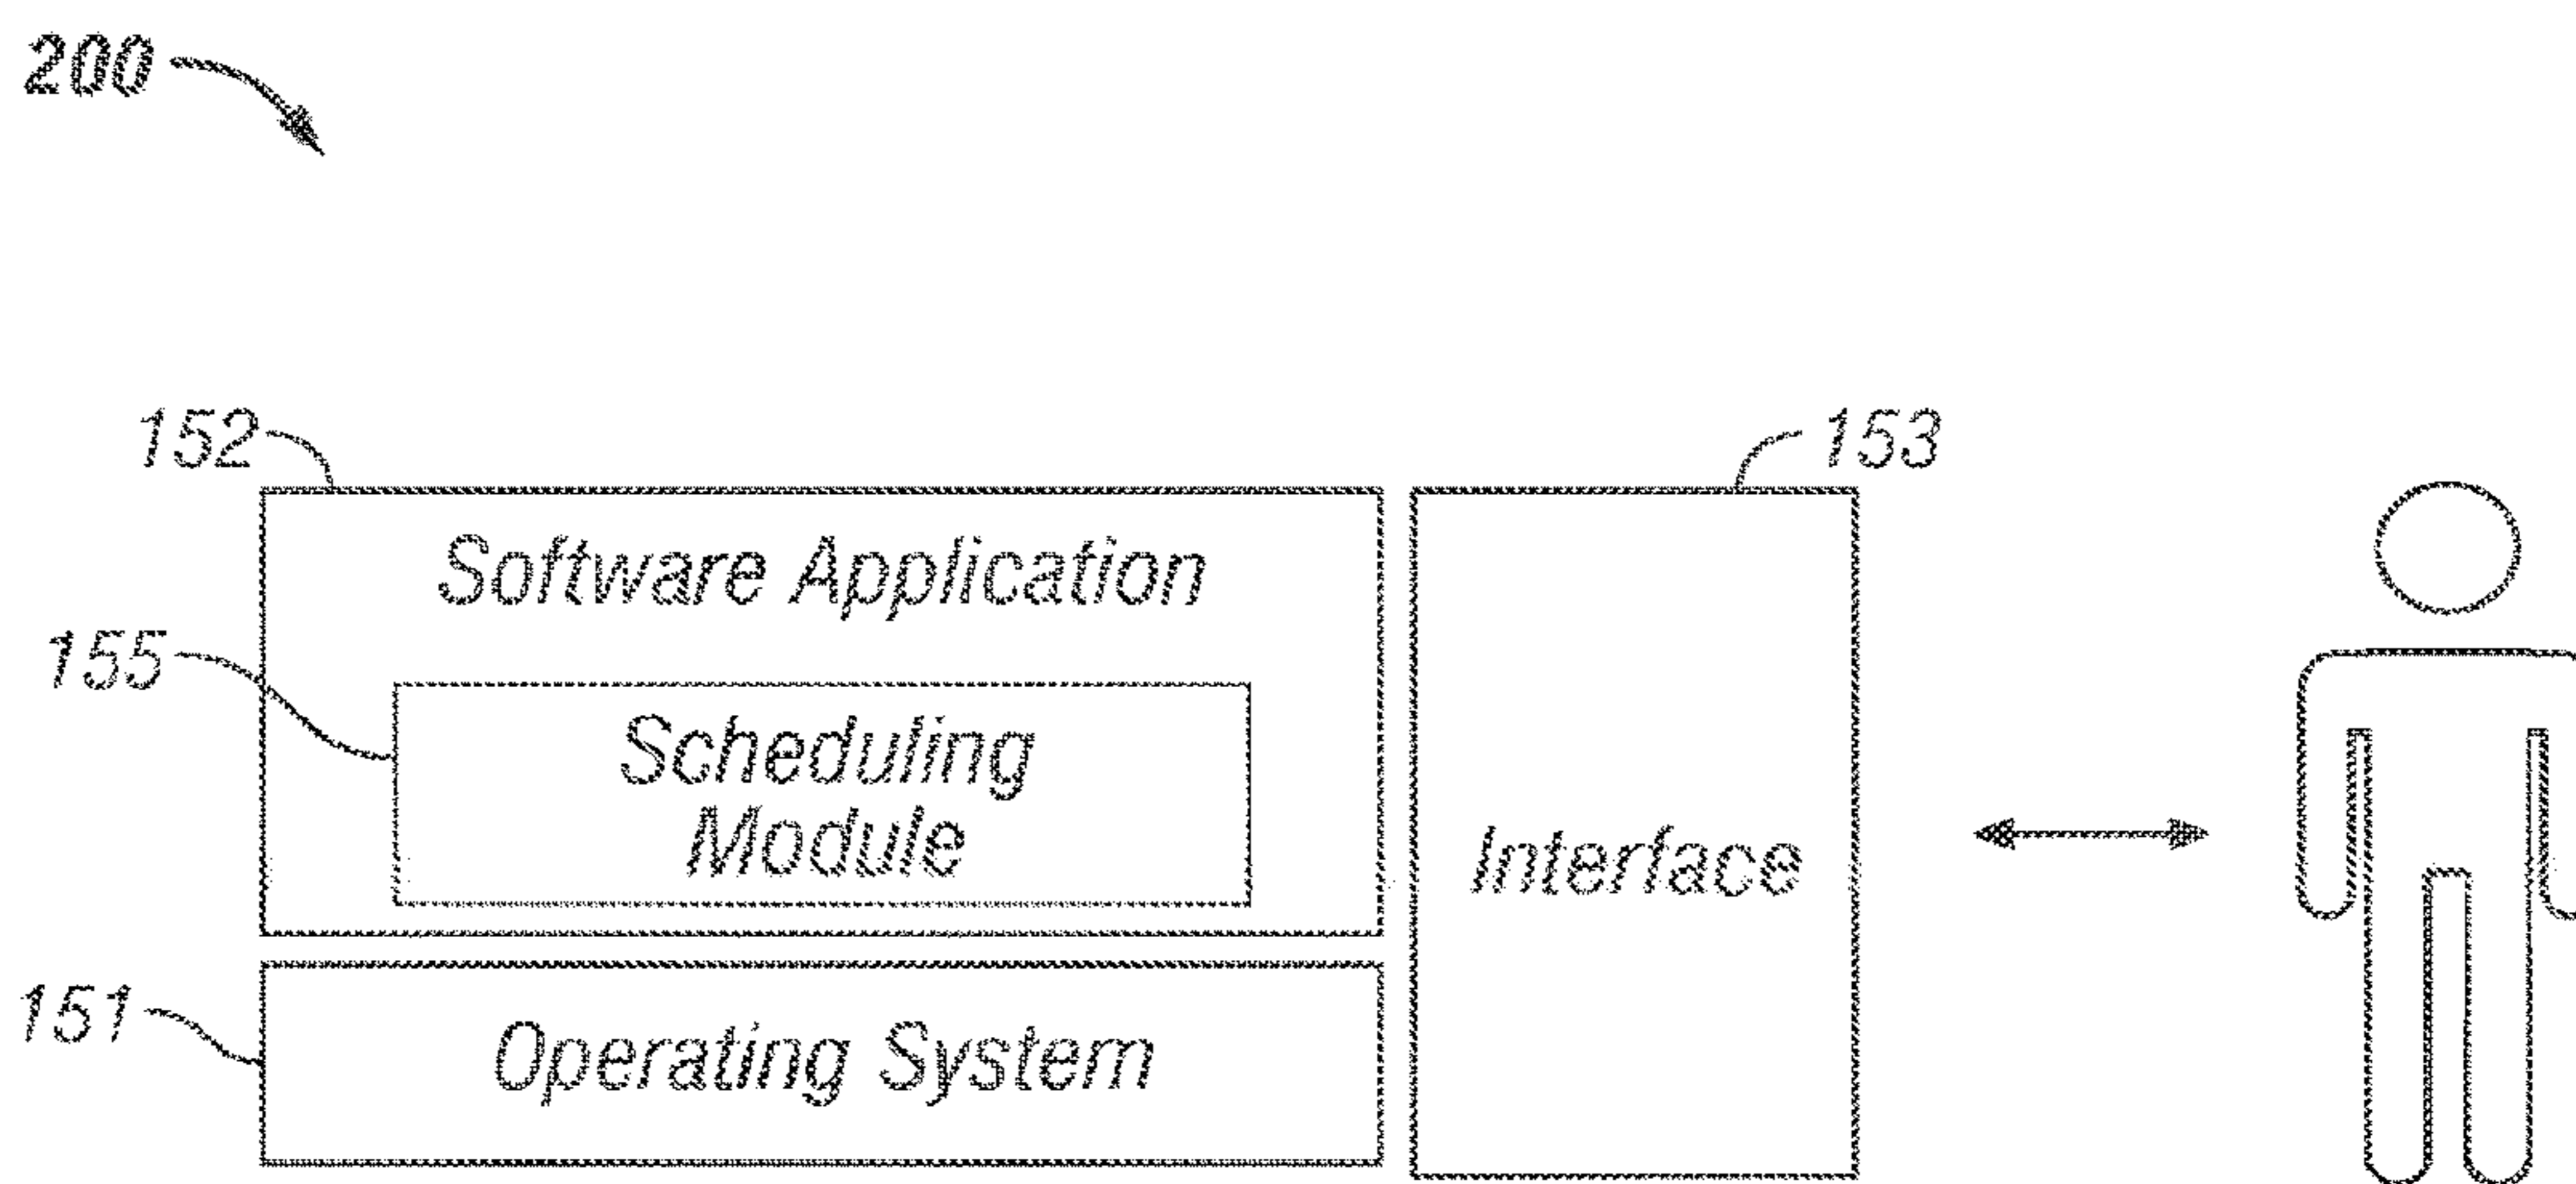 200
152
153
Software Application
155
Scheduling
Module
Interface
151
Operating System